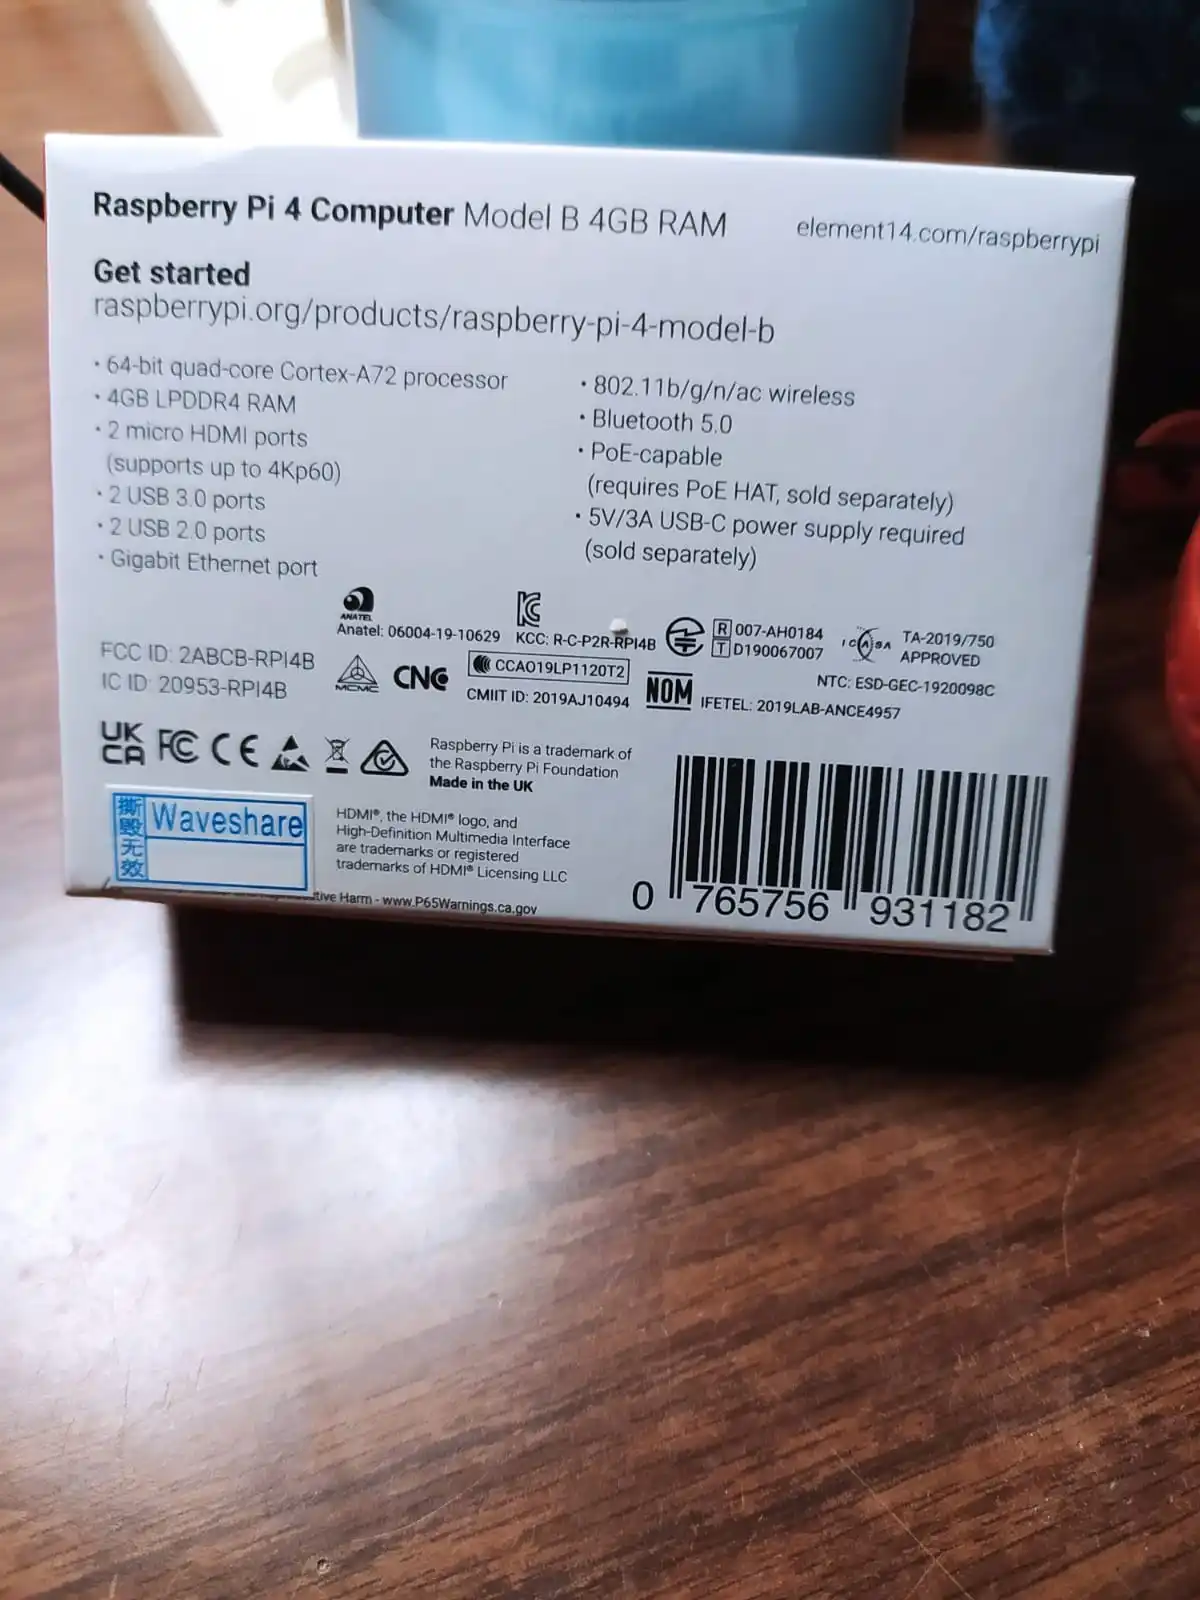 Raspberry Pi 4 Computer Model B 4GB RAM
element14.com/raspberrypi
Get started
raspberrypi.org/products/raspberry-pi-4-model-b
• 64-bit quad-core Cortex-A72 processor
• 4GB LPDDR4 RAM
• 2 micro HDMI ports
(supports up to 4Kp60)
• 2 USB 3.0 ports
• 2 USB 2.0 ports
• Gigabit Ethernet port
• 802.11b/g/n/ac wireless
• Bluetooth 5.0
• PoE-capable
(requires PoE HAT, sold separately)
• 5V/3A USB-C power supply required
(sold separately)
ANATEL
Anatel: 06004-19-10629
KCC: R-C-P2R-RPI4B
R 007-AH0184
T D190067007
ICASA
TA-2019/750
APPROVED
FCC ID: 2ABCB-RPI4B
IC ID: 20953-RPI4B
MCMC
CNC
CCAO19LP1120T2
CMIIT ID: 2019AJ10494
NOM
IFETEL: 2019LAB-ANCE4957
NTC: ESD-GEC-1920098C
UK
CA
FC CE
Raspberry Pi is a trademark of
the Raspberry Pi Foundation
Made in the UK
撕毁无效
Waveshare
HDMI®, the HDMI® logo, and
High-Definition Multimedia Interface
are trademarks or registered
trademarks of HDMI® Licensing LLC
Harm - www.P65Warnings.ca.gov
0 765756 931182